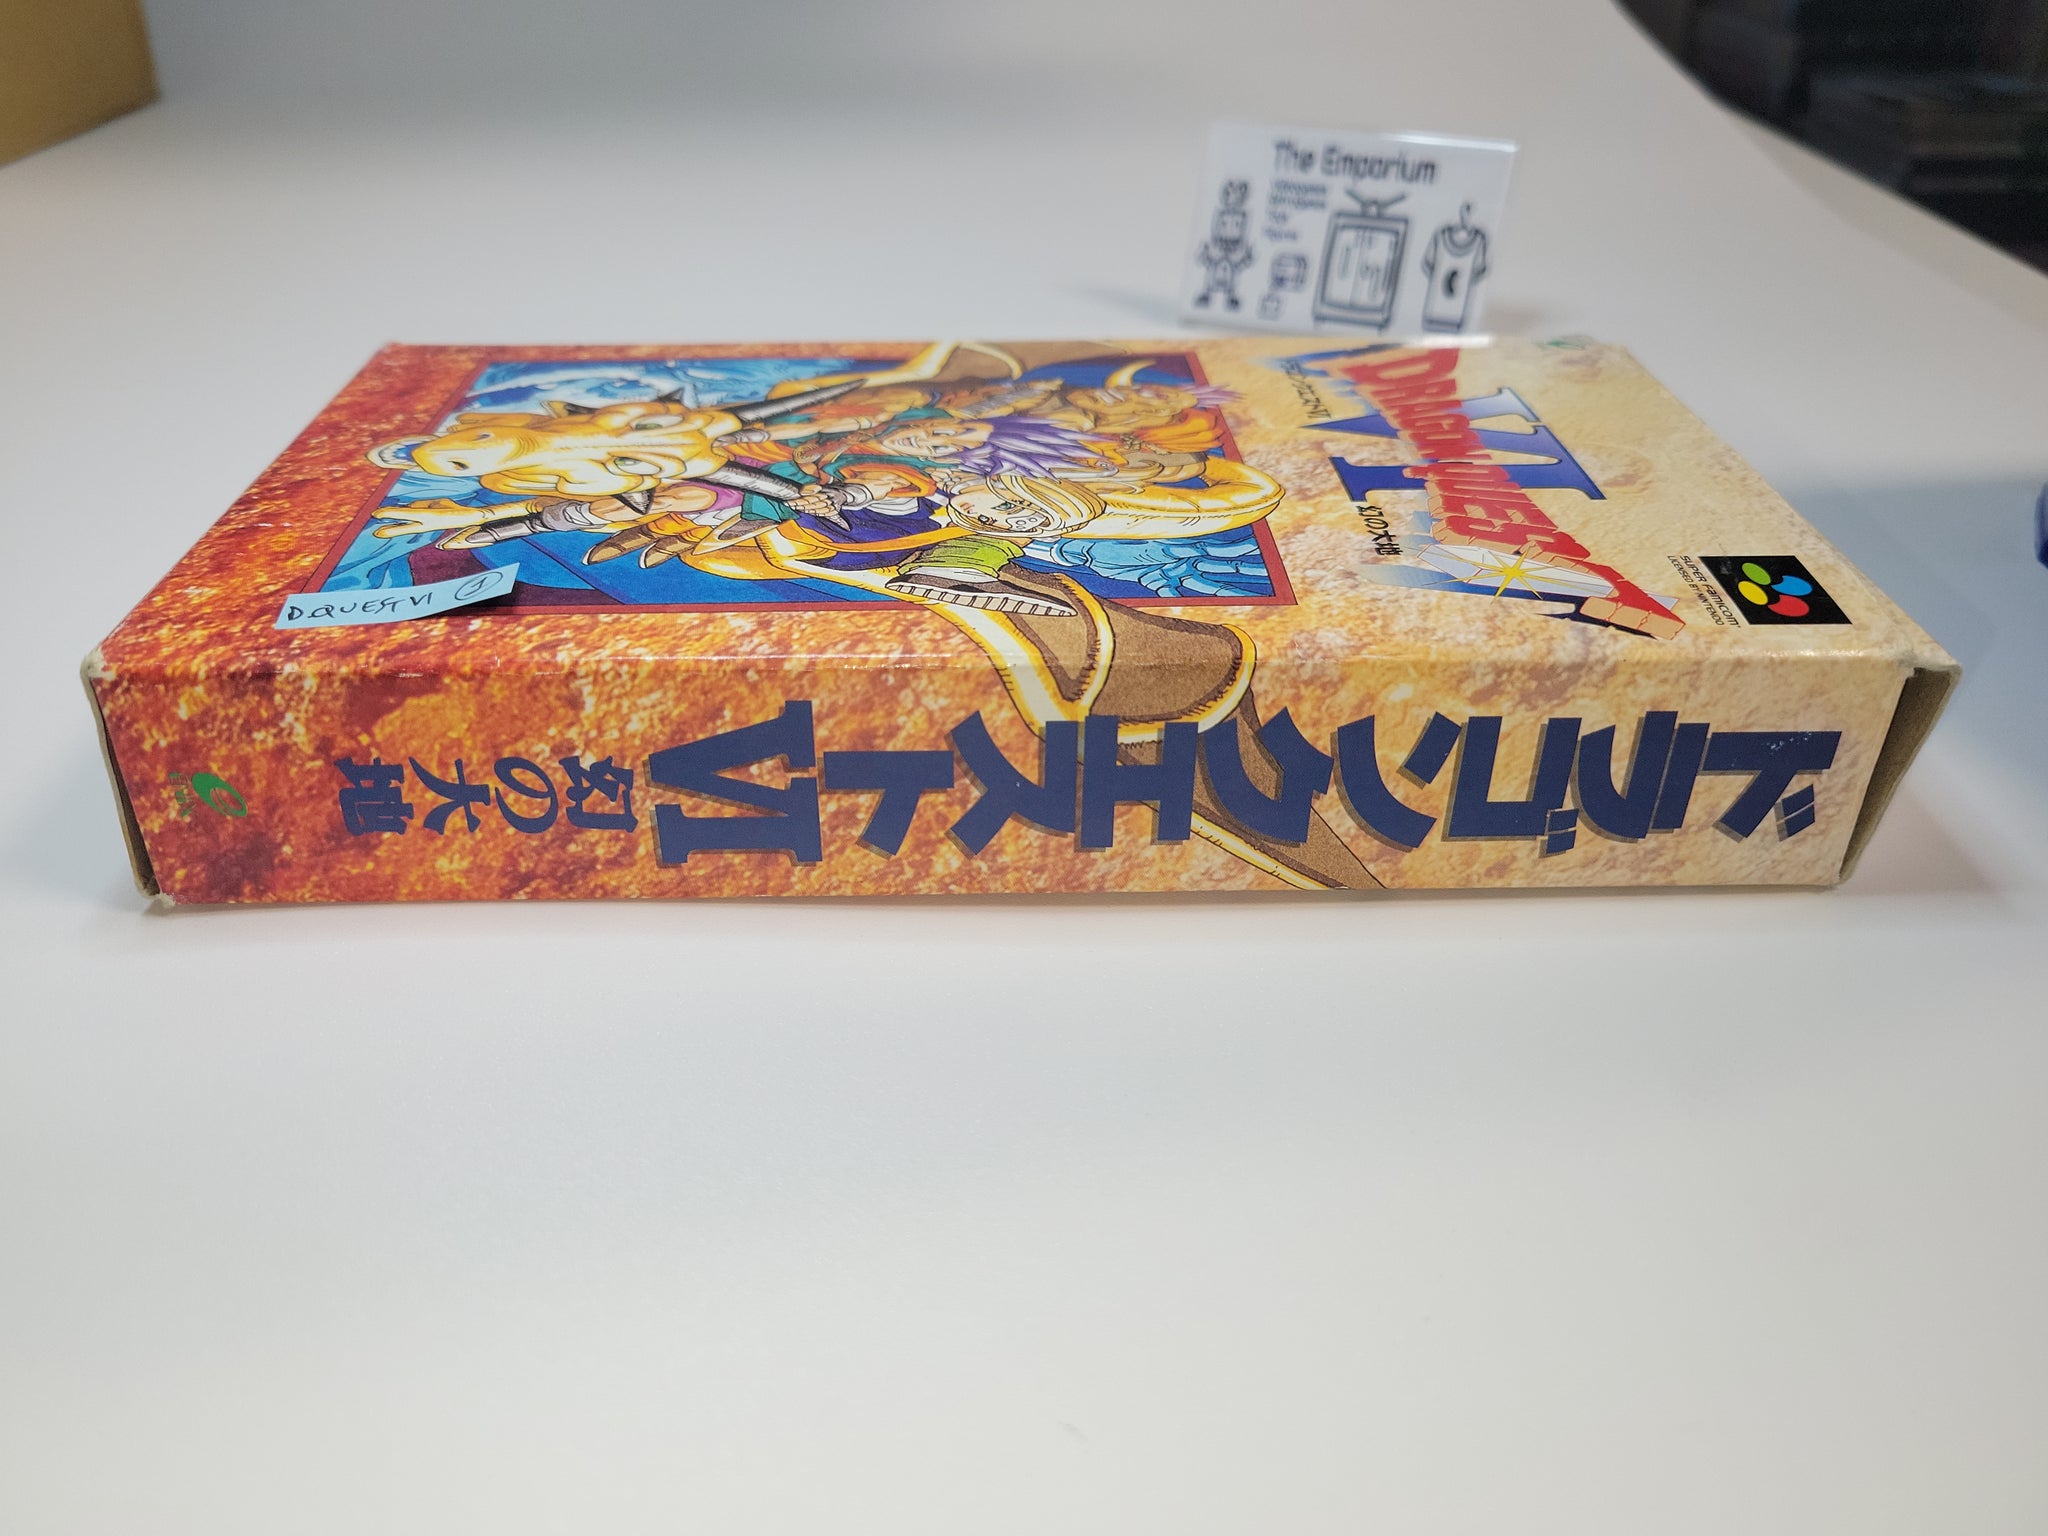 The Emporium
DRAGON QUEST VI
ドラゴンクエストVI
幻の大地
SUPER FAMICOM
LICENSED BY NINTENDO
D.QUEST VI J
ドラゴンクエストVI 幻の大地